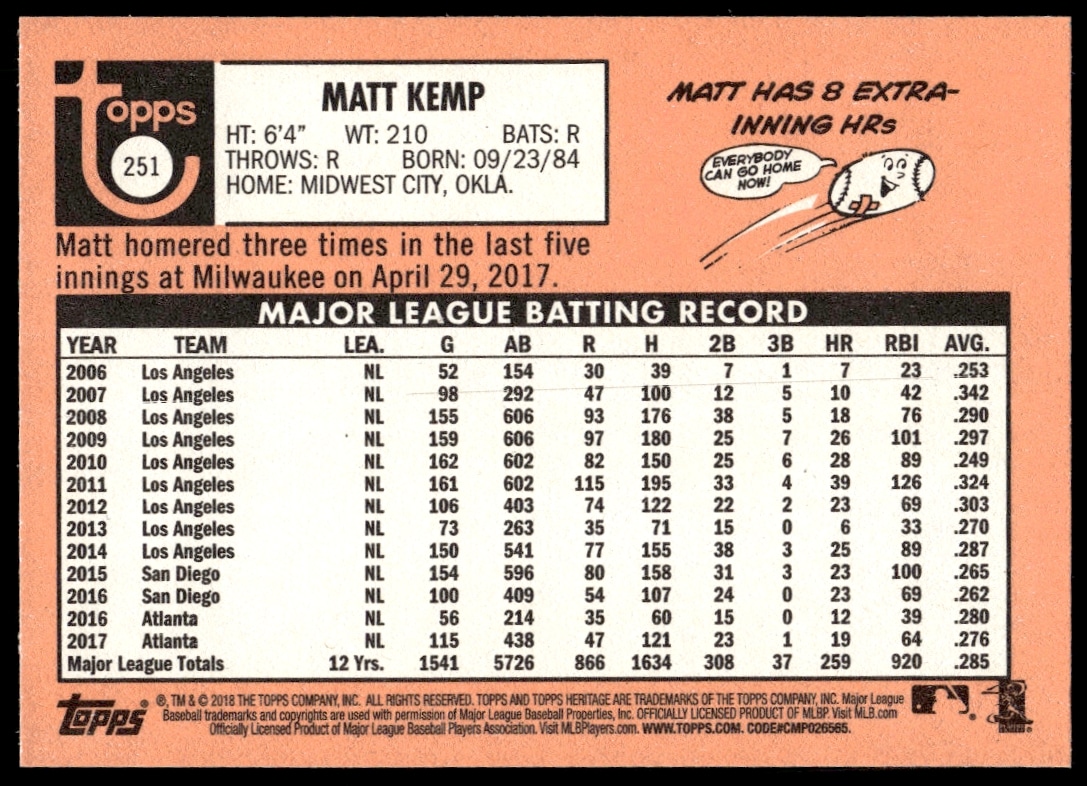 topps
251
MATT KEMP
HT: 6'4" WT: 210 BATS: R
THROWS: R BORN: 09/23/84
HOME: MIDWEST CITY, OKLA.
MATT HAS 8 EXTRA-
INNING HRs
EVERYBODY
CAN GO HOME
NOW!
Matt homered three times in the last five
innings at Milwaukee on April 29, 2017.
MAJOR LEAGUE BATTING RECORD
YEAR TEAM LEA. G AB R H 2B 3B HR RBI AVG.
2006 Los Angeles NL 52 154 30 39 7 1 7 23 .253
2007 Los Angeles NL 98 292 47 100 12 5 10 42 .342
2008 Los Angeles NL 155 606 93 176 38 5 18 76 .290
2009 Los Angeles NL 159 606 97 180 25 7 26 101 .297
2010 Los Angeles NL 162 602 82 150 25 6 28 89 .249
2011 Los Angeles NL 161 602 115 195 33 4 39 126 .324
2012 Los Angeles NL 106 403 74 122 22 2 23 69 .303
2013 Los Angeles NL 73 263 35 71 15 0 6 33 .270
2014 Los Angeles NL 150 541 77 155 38 3 25 89 .287
2015 San Diego NL 154 596 80 158 31 3 23 100 .265
2016 San Diego NL 100 409 54 107 24 0 23 69 .262
2016 Atlanta NL 56 214 35 60 15 0 12 39 .280
2017 Atlanta NL 115 438 47 121 23 1 19 64 .276
Major League Totals 12 Yrs. 1541 5726 866 1634 308 37 259 920 .285
topps ®, TM & © 2018 THE TOPPS COMPANY, INC. ALL RIGHTS RESERVED. TOPPS AND TOPPS HERITAGE ARE TRADEMARKS OF THE TOPPS COMPANY, INC. Major League
Baseball trademarks and copyrights are used with permission of Major League Baseball Properties, Inc. OFFICIALLY LICENSED PRODUCT OF MLBP. Visit MLB.com
Officially Licensed Product of Major League Baseball Players Association. Visit MLBPlayers.com. WWW.TOPPS.COM. CODE#CMP026565.